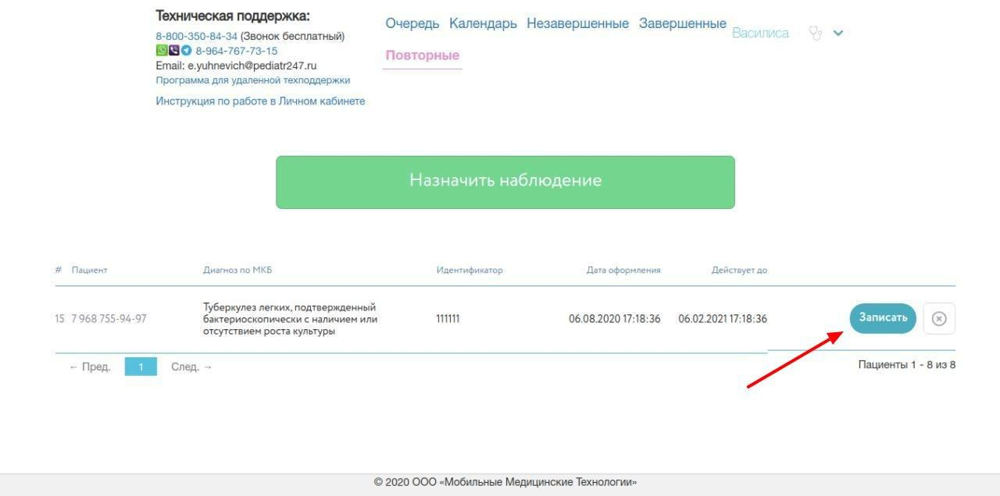 Техническая поддержка:
8-800-350-84-34 (Звонок бесплатный)
8-964-767-73-15
Email: e.yuhnevich@pediatr247.ru
Программа для удаленной техподдержки
Инструкция по работе в Личном кабинете
Очередь Календарь Незавершенные Завершенные
Василиса
Повторные
Назначить наблюдение
# Пациент Диагноз по МКБ Идентификатор Дата оформления Действует до
Туберкулез легких, подтвержденный
15 7 968 755-94-97 бактериоскопически с наличием или 111111 06.08.2020 17:18:36 06.02.2021 17:18:36 Записать
отсутствием роста культуры
← Пред. 1 След. → Пациенты 1 - 8 из 8
© 2020 ООО «Мобильные Медицинские Технологии»